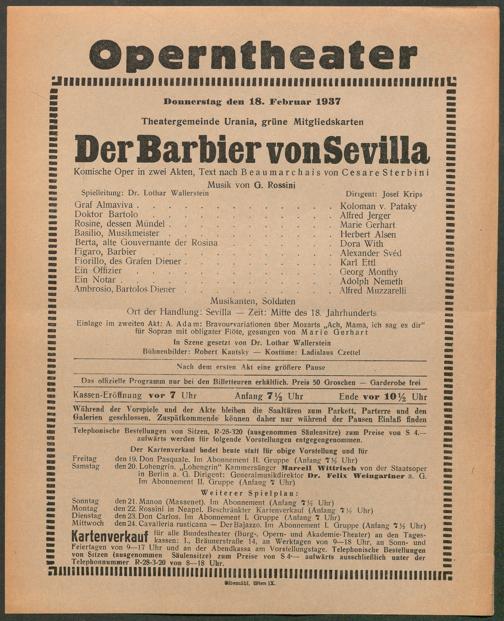 Operntheater
Donnerstag den 18. Februar 1937
Theatergemeinde Urania, grüne Mitgliedskarten
Der Barbier von Sevilla
Komische Oper in zwei Akten, Text nach Beaumarchais von Cesare Sterbini
Musik von G. Rossini
Spielleitung: Dr. Lothar Wallerstein Dirigent: Josef Krips
Graf Almaviva . . . Koloman v. Pataky
Doktor Bartolo . . . Alfred Jerger
Rosine, dessen Mündel . . . Marie Gerhart
Basilio, Musikmeister . . . Herbert Alsen
Berta, alte Gouvernante der Rosina . . . Dora With
Figaro, Barbier . . . Alexander Svéd
Fiorillo, des Grafen Diener . . . Karl Ettl
Ein Offizier . . . Georg Monthy
Ein Notar . . . Adolph Nemeth
Ambrosio, Bartolos Diener . . . Alfred Muzzarelli
Musikanten, Soldaten
Ort der Handlung: Sevilla — Zeit: Mitte des 18. Jahrhunderts
Einlage im zweiten Akt: A. Adam: Bravourvariationen über Mozarts „Ach, Mama, ich sag es dir"
für Sopran mit obligater Flöte, gesungen von Marie Gerhart
In Szene gesetzt von Dr. Lothar Wallerstein
Bühnenbilder: Robert Kautsky — Kostüme: Ladislaus Czettel
Nach dem ersten Akt eine größere Pause
Das offizielle Programm nur bei den Billetteuren erhältlich. Preis 50 Groschen — Garderobe frei
Kassen-Eröffnung vor 7 Uhr Anfang 7½ Uhr Ende vor 10½ Uhr
Während der Vorspiele und der Akte bleiben die Saaltüren zum Parkett, Parterre und den
Galerien geschlossen. Zuspätkommende können daher nur während der Pausen Einlaß finden
Telephonische Bestellungen von Sitzen, R-28-320 (ausgenommen Säulensitze) zum Preise von S 4.—
aufwärts werden für folgende Vorstellungen entgegengenommen.
Der Kartenverkauf findet heute statt für obige Vorstellung und für
Freitag den 19. Don Pasquale. Im Abonnement II. Gruppe (Anfang 7½ Uhr)
Samstag den 20. Lohengrin. „Lohengrin" Kammersänger Marcell Wittrisch von der Staatsoper
in Berlin a. G. Dirigent: Generalmusikdirektor Dr. Felix Weingartner a. G.
Im Abonnement II. Gruppe (Anfang 7 Uhr)
Weiterer Spielplan:
Sonntag den 21. Manon (Massenet). Im Abonnement (Anfang 7½ Uhr)
Montag den 22. Rossini in Neapel. Beschränkter Kartenverkauf (Anfang 7½ Uhr)
Dienstag den 23. Don Carlos. Im Abonnement I. Gruppe (Anfang 7 Uhr)
Mittwoch den 24. Cavalleria rusticana — Der Bajazzo. Im Abonnement I. Gruppe (Anfang 7½ Uhr)
Kartenverkauf für alle Bundestheater (Burg-, Opern- und Akademie-Theater) an den Tages-
kassen: I., Bräunerstraße 14, an Werktagen von 9—18 Uhr, an Sonn- und
Feiertagen von 9—17 Uhr und an der Abendkassa am Vorstellungstage. Telephonische Bestellungen
von Sitzen (ausgenommen Säulensitze) zum Preise von S 4— aufwärts ausschließlich unter der
Telephonnummer R-28-3-20 von 8—18 Uhr.
Elbemühl, Wien IX.